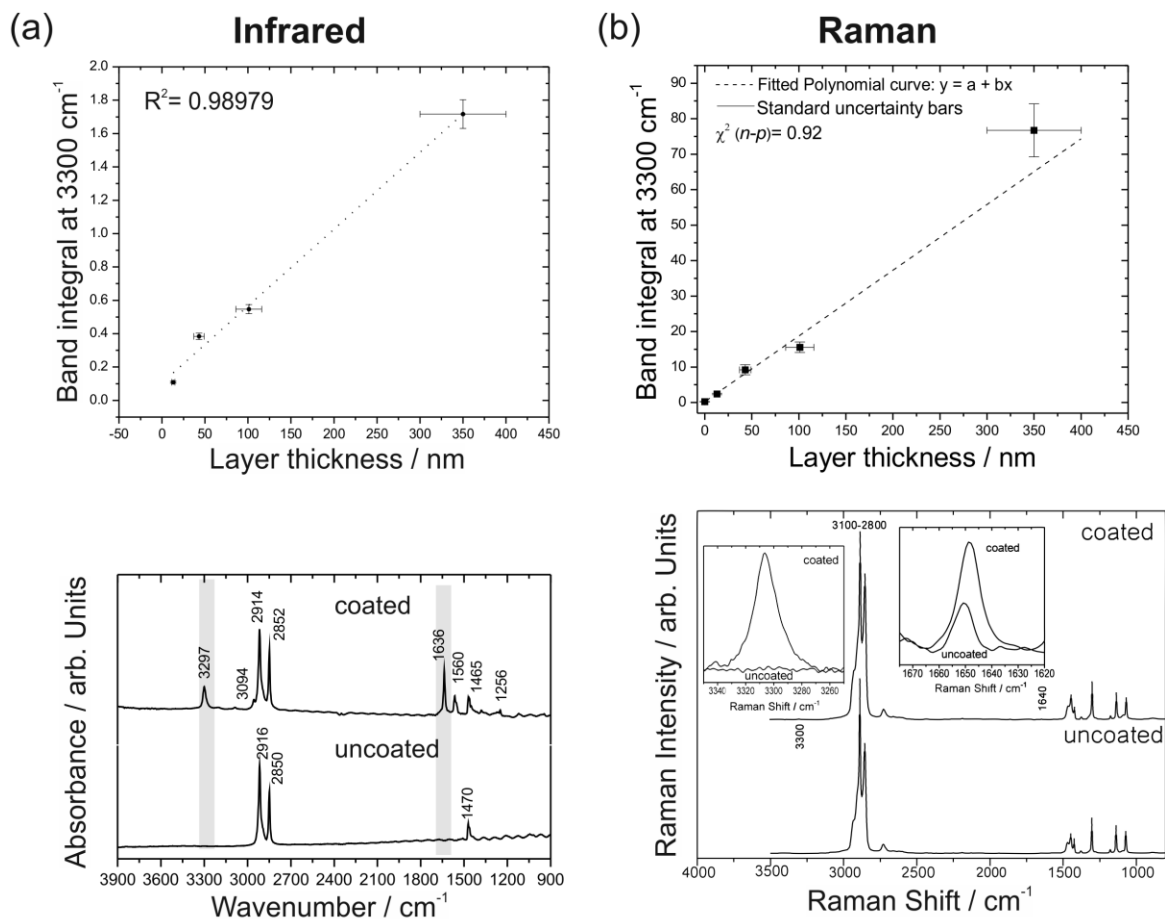 (a) Infrared
R²= 0.98979
Band integral at 3300 cm⁻¹
2.0
1.8
1.6
1.4
1.2
1.0
0.8
0.6
0.4
0.2
0.0
-50 0 50 100 150 200 250 300 350 400 450
Layer thickness / nm
(b) Raman
Fitted Polynomial curve: y = a + bx
Standard uncertainty bars
χ² (n-p)= 0.92
Band integral at 3300 cm⁻¹
90
80
70
60
50
40
30
20
10
0
0 50 100 150 200 250 300 350 400 450
Layer thickness / nm
Absorbance / arb. Units
coated
3297
3094
2914
2852
1636
1560
1465
1256
uncoated
2916
2850
1470
3900 3300 2700 2100 1500 900
Wavenumber / cm⁻¹
Raman Intensity / arb. Units
3100-2800
coated
coated
uncoated
3340 3320 3300 3280 3260
Raman Shift / cm⁻¹
coated
uncoated
1670 1660 1650 1640 1630 1620
Raman Shift / cm⁻¹
3300
1640
uncoated
4000 3500 3000 2500 2000 1500 1000
Raman Shift / cm⁻¹